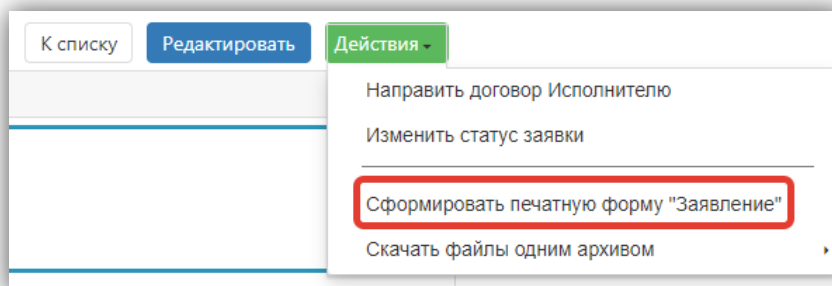 К списку Редактировать Действия
Направить договор Исполнителю
Изменить статус заявки
Сформировать печатную форму "Заявление"
Скачать файлы одним архивом